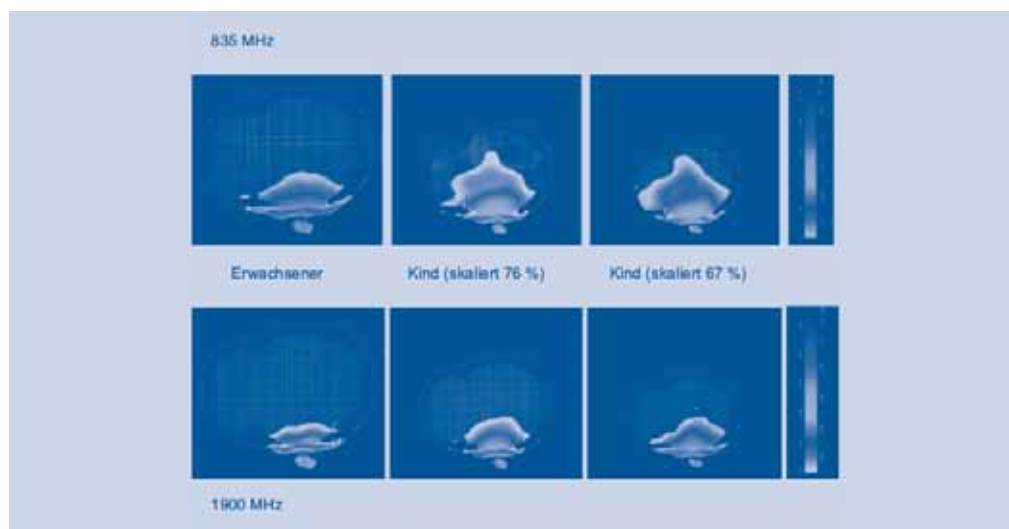 835 MHz
Erwachsener Kind (skaliert 76 %) Kind (skaliert 67 %)
1900 MHz